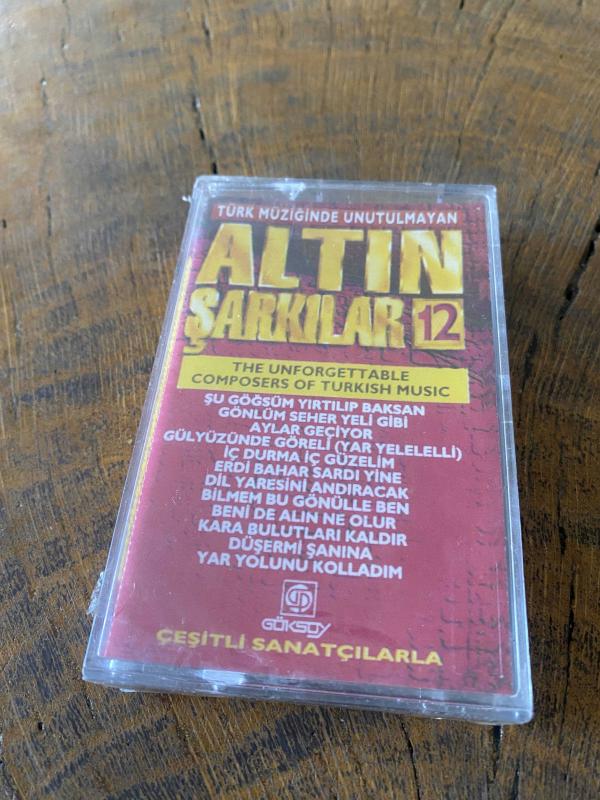 TÜRK MÜZİĞİNDE UNUTULMAYAN
ALTIN
ŞARKILAR 12
THE UNFORGETTABLE
COMPOSERS OF TURKISH MUSIC
ŞU GÖĞSÜM YIRTILIP BAKSAN
GÖNLÜM SEHER YELİ GİBİ
AYLAR GEÇİYOR
GÜLYÜZÜNDE GÖRELİ (YAR YELELELLİ)
İÇ DURMA İÇ GÜZELİM
ERDİ BAHAR SARDI YİNE
DİL YARESİNİ ANDIRACAK
BİLMEM BU GÖNÜLLE BEN
BENİ DE ALIN NE OLUR
KARA BULUTLARI KALDIR
DÜŞERMİ ŞANINA
YAR YOLUNU KOLLADIM
GÖKSOY
ÇEŞİTLİ SANATÇILARLA